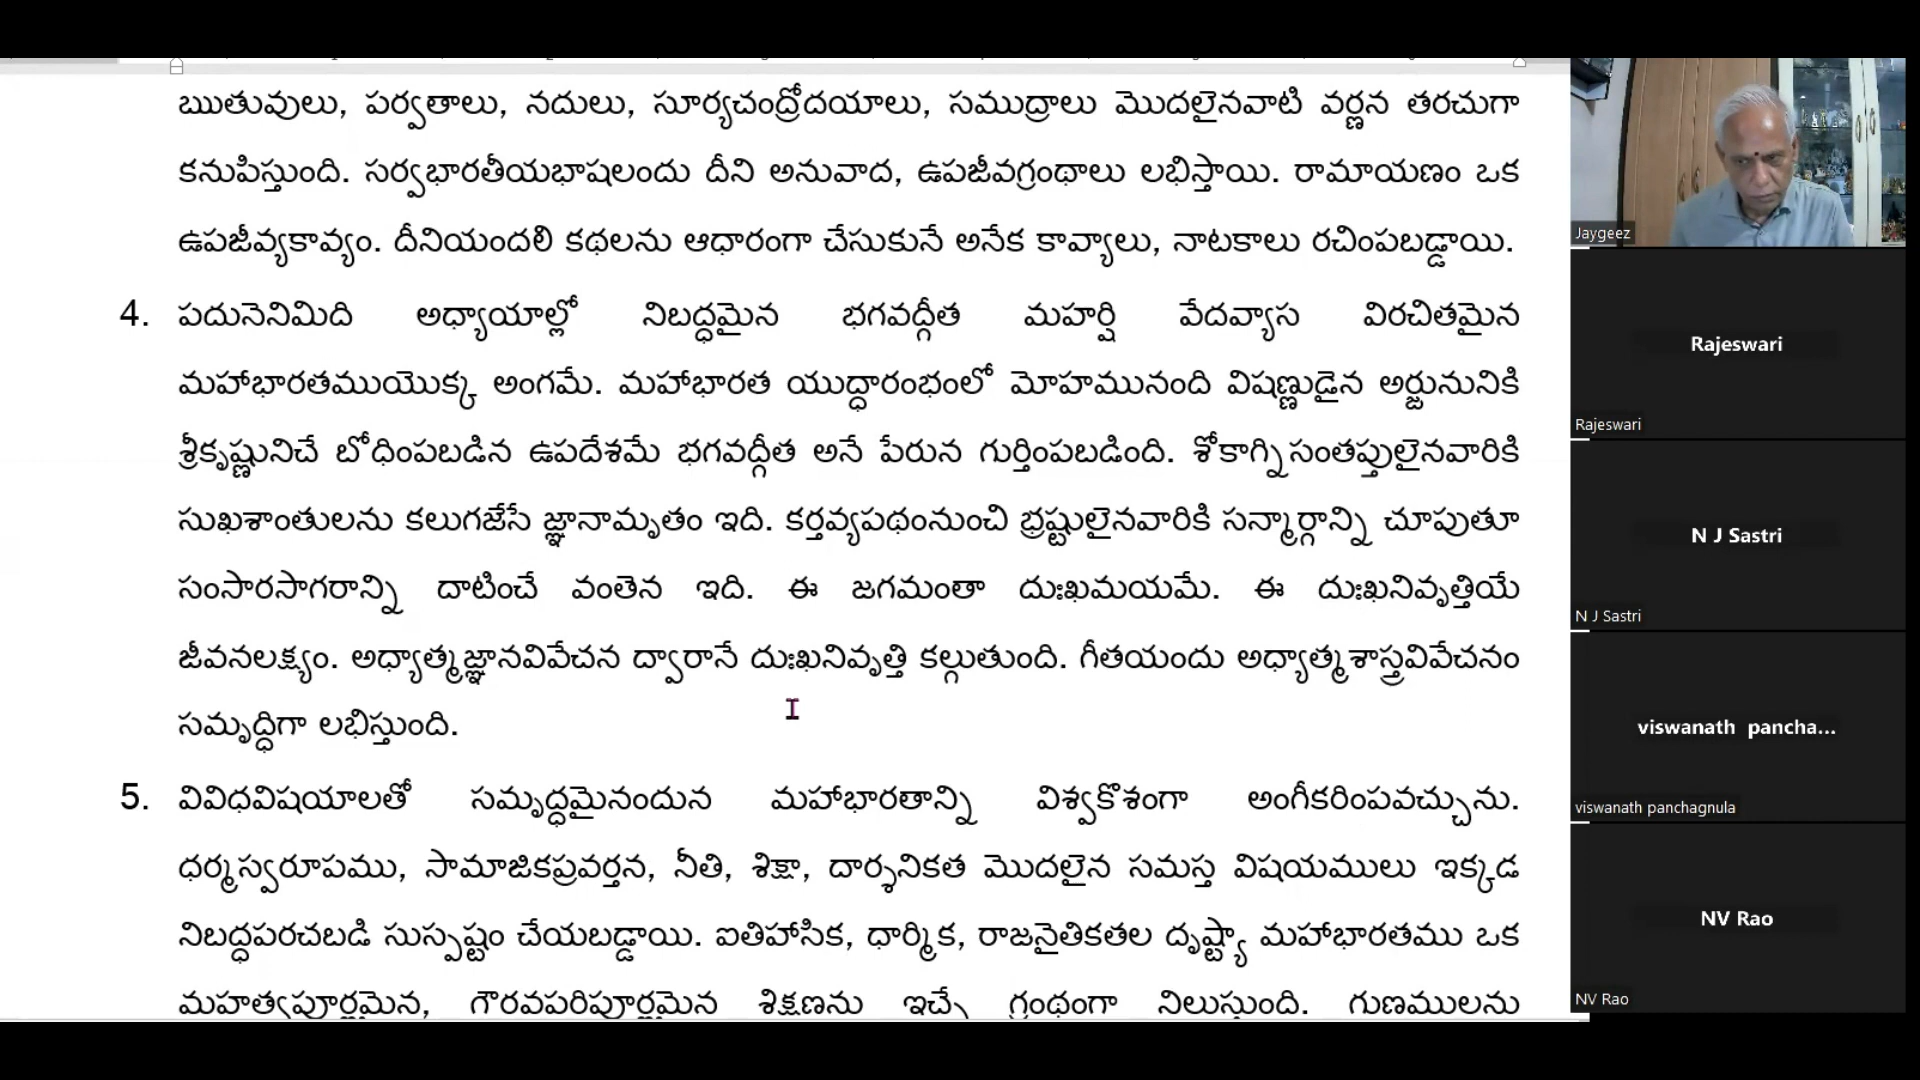 ఋతువులు, పర్వతాలు, నదులు, సూర్యచంద్రోదయాలు, సముద్రాలు మొదలైనవాటి వర్ణన తరచుగా
కనుపిస్తుంది. సర్వభారతీయభాషలందు దీని అనువాద, ఉపజీవగ్రంథాలు లభిస్తాయి. రామాయణం ఒక
ఉపజీవ్యకావ్యం. దీనియందలి కథలను ఆధారంగా చేసుకునే అనేక కావ్యాలు, నాటకాలు రచింపబడ్డాయి.
4. పదునెనిమిది అధ్యాయాల్లో నిబద్ధమైన భగవద్గీత మహర్షి వేదవ్యాస విరచితమైన
మహాభారతముయొక్క అంగమే. మహాభారత యుద్ధారంభంలో మోహమునంది విషణ్ణుడైన అర్జునునికి
శ్రీకృష్ణునిచే బోధింపబడిన ఉపదేశమే భగవద్గీత అనే పేరున గుర్తింపబడింది. శోకాగ్నిసంతప్తులైనవారికి
సుఖశాంతులను కలుగజేసే జ్ఞానామృతం ఇది. కర్తవ్యపథంనుంచి భ్రష్టులైనవారికి సన్మార్గాన్ని చూపుతూ
సంసారసాగరాన్ని దాటించే వంతెన ఇది. ఈ జగమంతా దుఃఖమయమే. ఈ దుఃఖనివృత్తియే
జీవనలక్ష్యం. అధ్యాత్మజ్ఞానవివేచన ద్వారానే దుఃఖనివృత్తి కల్గుతుంది. గీతయందు అధ్యాత్మశాస్త్రవివేచనం
సమృద్ధిగా లభిస్తుంది.
5. వివిధవిషయాలతో సమృద్ధమైనందున మహాభారతాన్ని విశ్వకోశంగా అంగీకరింపవచ్చును.
ధర్మస్వరూపము, సామాజికప్రవర్తన, నీతి, శిక్షా, దార్శనికత మొదలైన సమస్త విషయములు ఇక్కడ
నిబద్ధపరచబడి సుస్పష్టం చేయబడ్డాయి. ఐతిహాసిక, ధార్మిక, రాజనైతికతల దృష్ట్యా మహాభారతము ఒక
మహత్వపూర్ణమైన, గౌరవపరిపూర్ణమైన శిక్షణను ఇచ్చే గ్రంథంగా నిలుస్తుంది. గుణములను
Jaygeez
Rajeswari
Rajeswari
N J Sastri
N J Sastri
viswanath pancha...
viswanath panchagnula
NV Rao
NV Rao